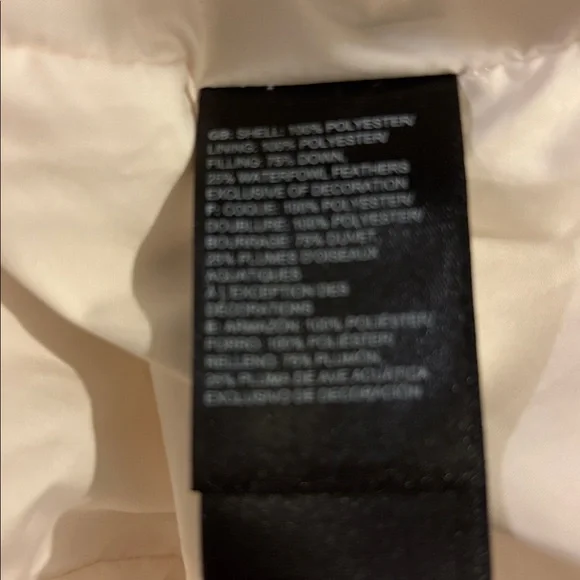 GB: SHELL: 100% POLYESTER/
LINING: 100% POLYESTER/
FILLING: 75% DOWN,
25% WATERFOWL FEATHERS
EXCLUSIVE OF DECORATION
F: COQUE: 100% POLYESTER/
DOUBLURE: 100% POLYESTER/
BOURRAGE: 75% DUVET,
25% PLUMES D'OISEAUX
AQUATIQUES
À L'EXCEPTION DES
DÉCORATIONS
E: ARMAZÓN: 100% POLIÉSTER/
FORRO: 100% POLIÉSTER/
RELLENO: 75% PLUMÓN,
25% PLUMA DE AVE ACUÁTICA
EXCLUSIVO DE DECORACIÓN